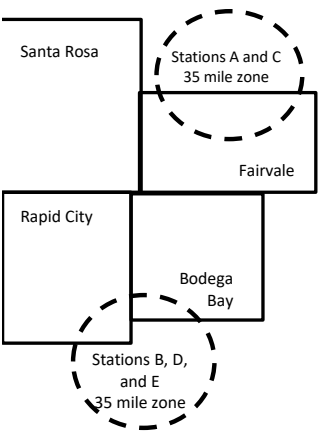 Santa Rosa
Stations A and C
35 mile zone
Fairvale
Rapid City
Bodega
Bay
Stations B, D,
and E
35 mile zone